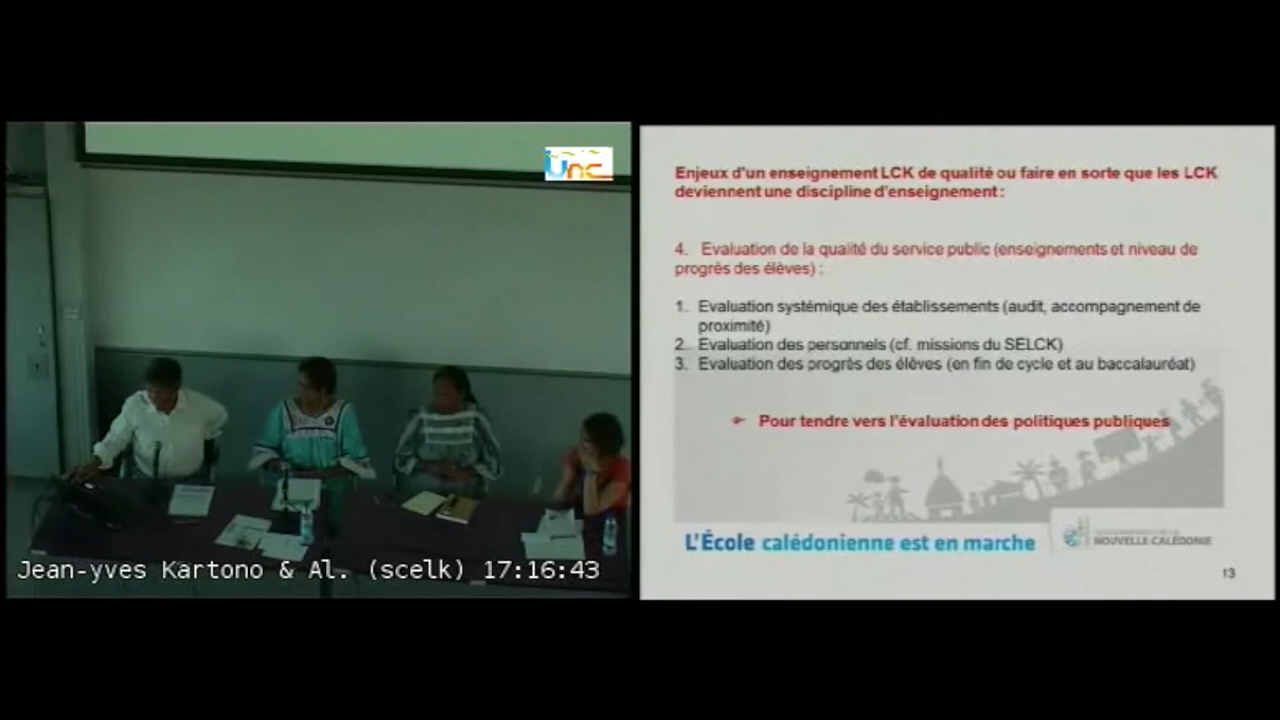 Unc
Jean-yves Kartono & Al. (scelk) 17:16:43
Enjeux d'un enseignement LCK de qualité ou faire en sorte que les LCK
deviennent une discipline d'enseignement :
4. Evaluation de la qualité du service public (enseignements et niveau de
progrès des élèves) :
1. Evaluation systémique des établissements (audit, accompagnement de
proximité)
2. Evaluation des personnels (cf. missions du SELCK)
3. Evaluation des progrès des élèves (en fin de cycle et au baccalauréat)
Pour tendre vers l'évaluation des politiques publiques
L'École calédonienne est en marche
NOUVELLE-CALÉDONIE
13